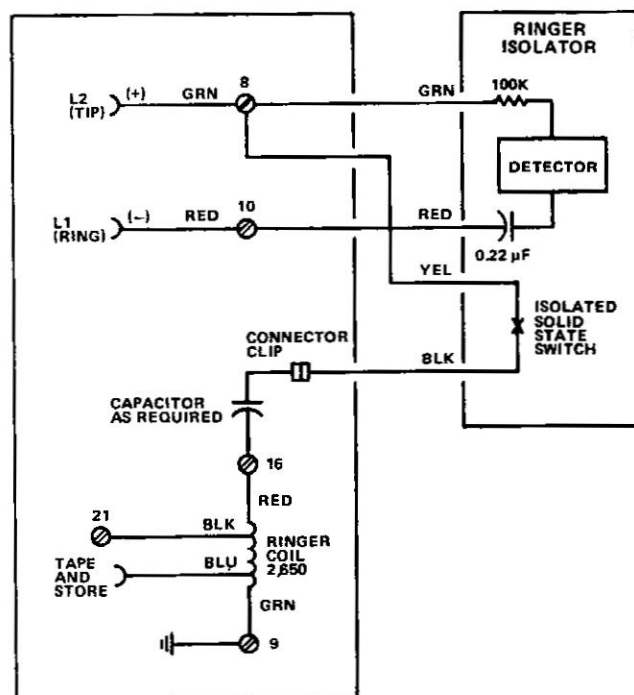 RINGER
ISOLATOR
L2
(TIP)
(+)
GRN
8
GRN
100K
DETECTOR
L1
(RING)
(−)
RED
10
RED
0.22 µF
YEL
ISOLATED
SOLID
STATE
SWITCH
CONNECTOR
CLIP
BLK
CAPACITOR
AS REQUIRED
16
RED
21
BLK
RINGER
COIL
2,650
TAPE
AND
STORE
BLU
GRN
9